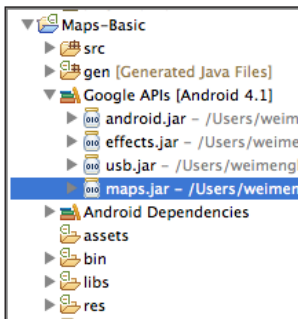 Maps-Basic
src
gen [Generated Java Files]
Google APIs [Android 4.1]
android.jar – /Users/weim
effects.jar – /Users/weime
usb.jar – /Users/weimengl
maps.jar – /Users/weimen
Android Dependencies
assets
bin
libs
res